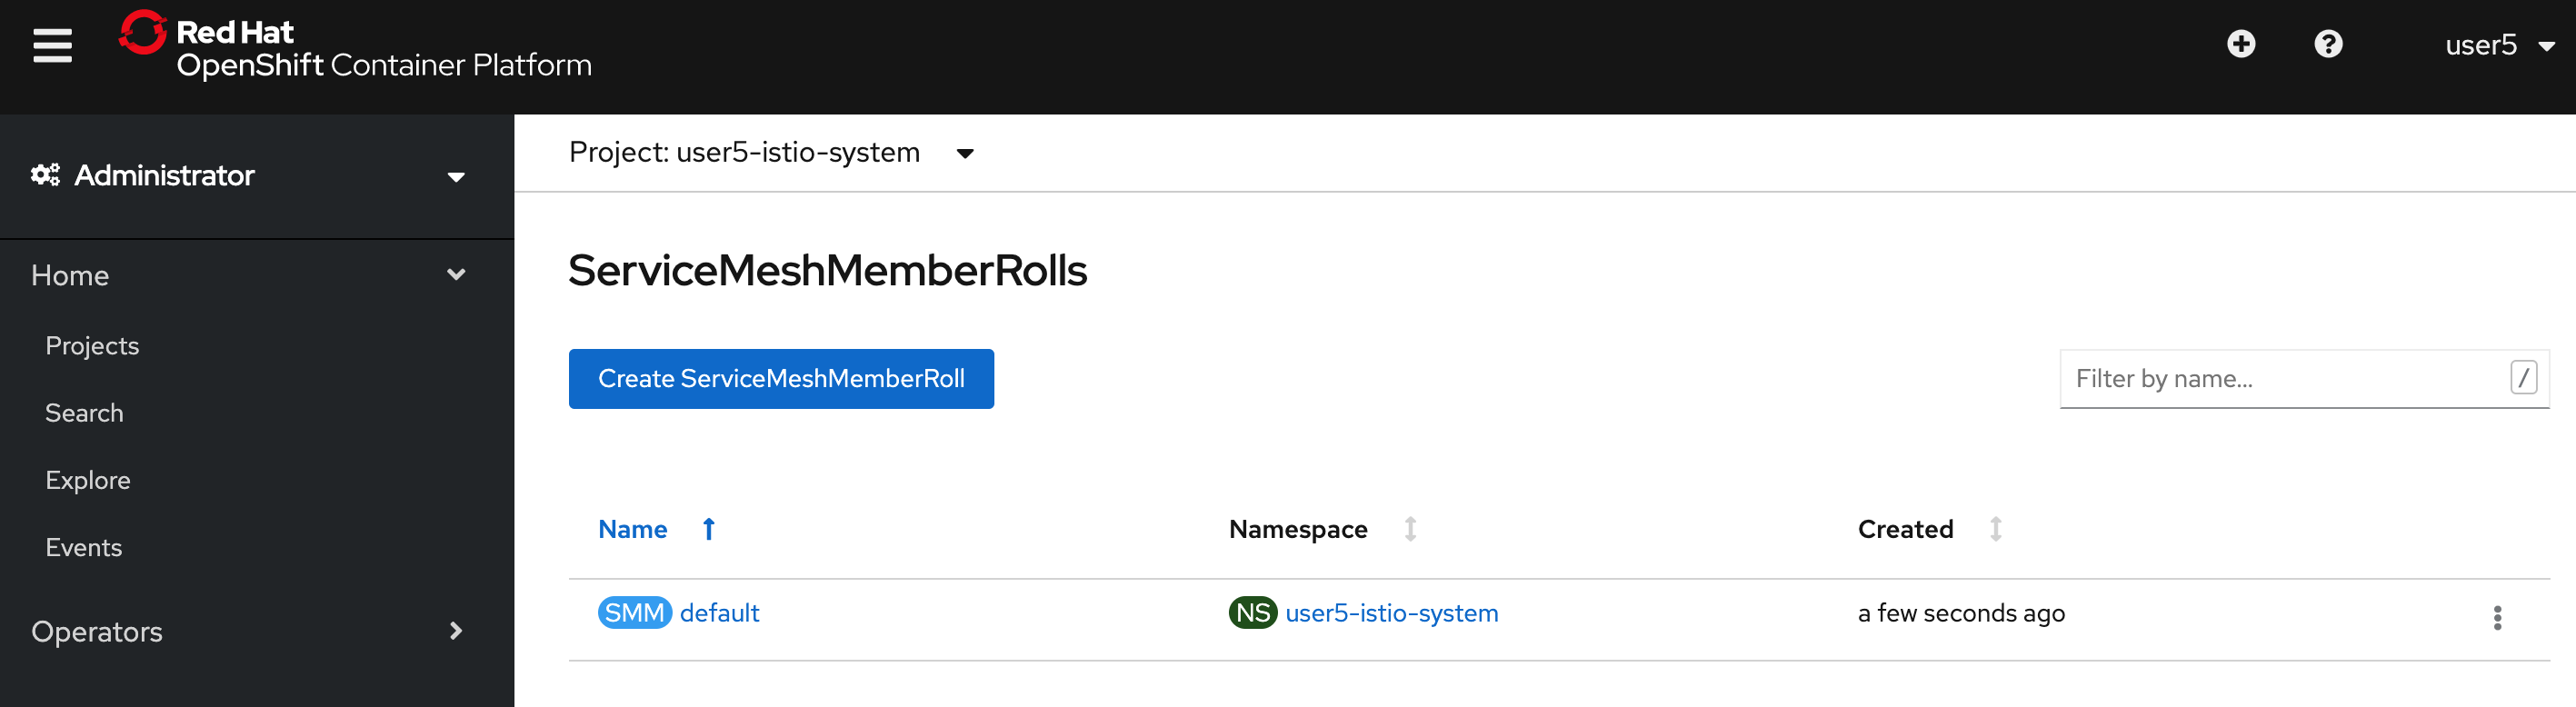 Red Hat
OpenShift Container Platform
user5
Administrator
Project: user5-istio-system
Home
Projects
Search
Explore
Events
Operators
ServiceMeshMemberRolls
Create ServiceMeshMemberRoll
Filter by name...
/
Name Namespace Created
SMM default NS user5-istio-system a few seconds ago